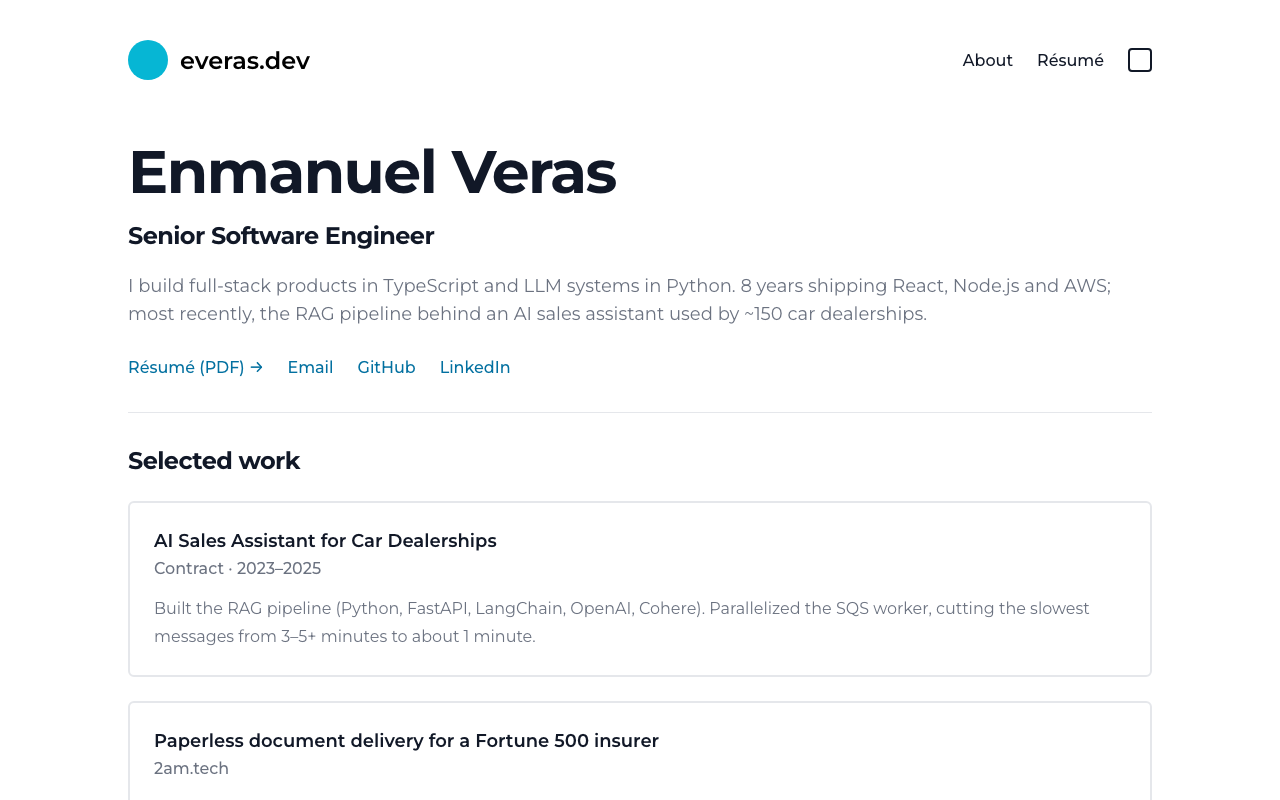 everas.dev
About
Résumé
Enmanuel Veras
Senior Software Engineer
I build full-stack products in TypeScript and LLM systems in Python. 8 years shipping React, Node.js and AWS;
most recently, the RAG pipeline behind an AI sales assistant used by ~150 car dealerships.
Résumé (PDF) →
Email
GitHub
LinkedIn
Selected work
AI Sales Assistant for Car Dealerships
Contract · 2023–2025
Built the RAG pipeline (Python, FastAPI, LangChain, OpenAI, Cohere). Parallelized the SQS worker, cutting the slowest
messages from 3–5+ minutes to about 1 minute.
Paperless document delivery for a Fortune 500 insurer
2am.tech